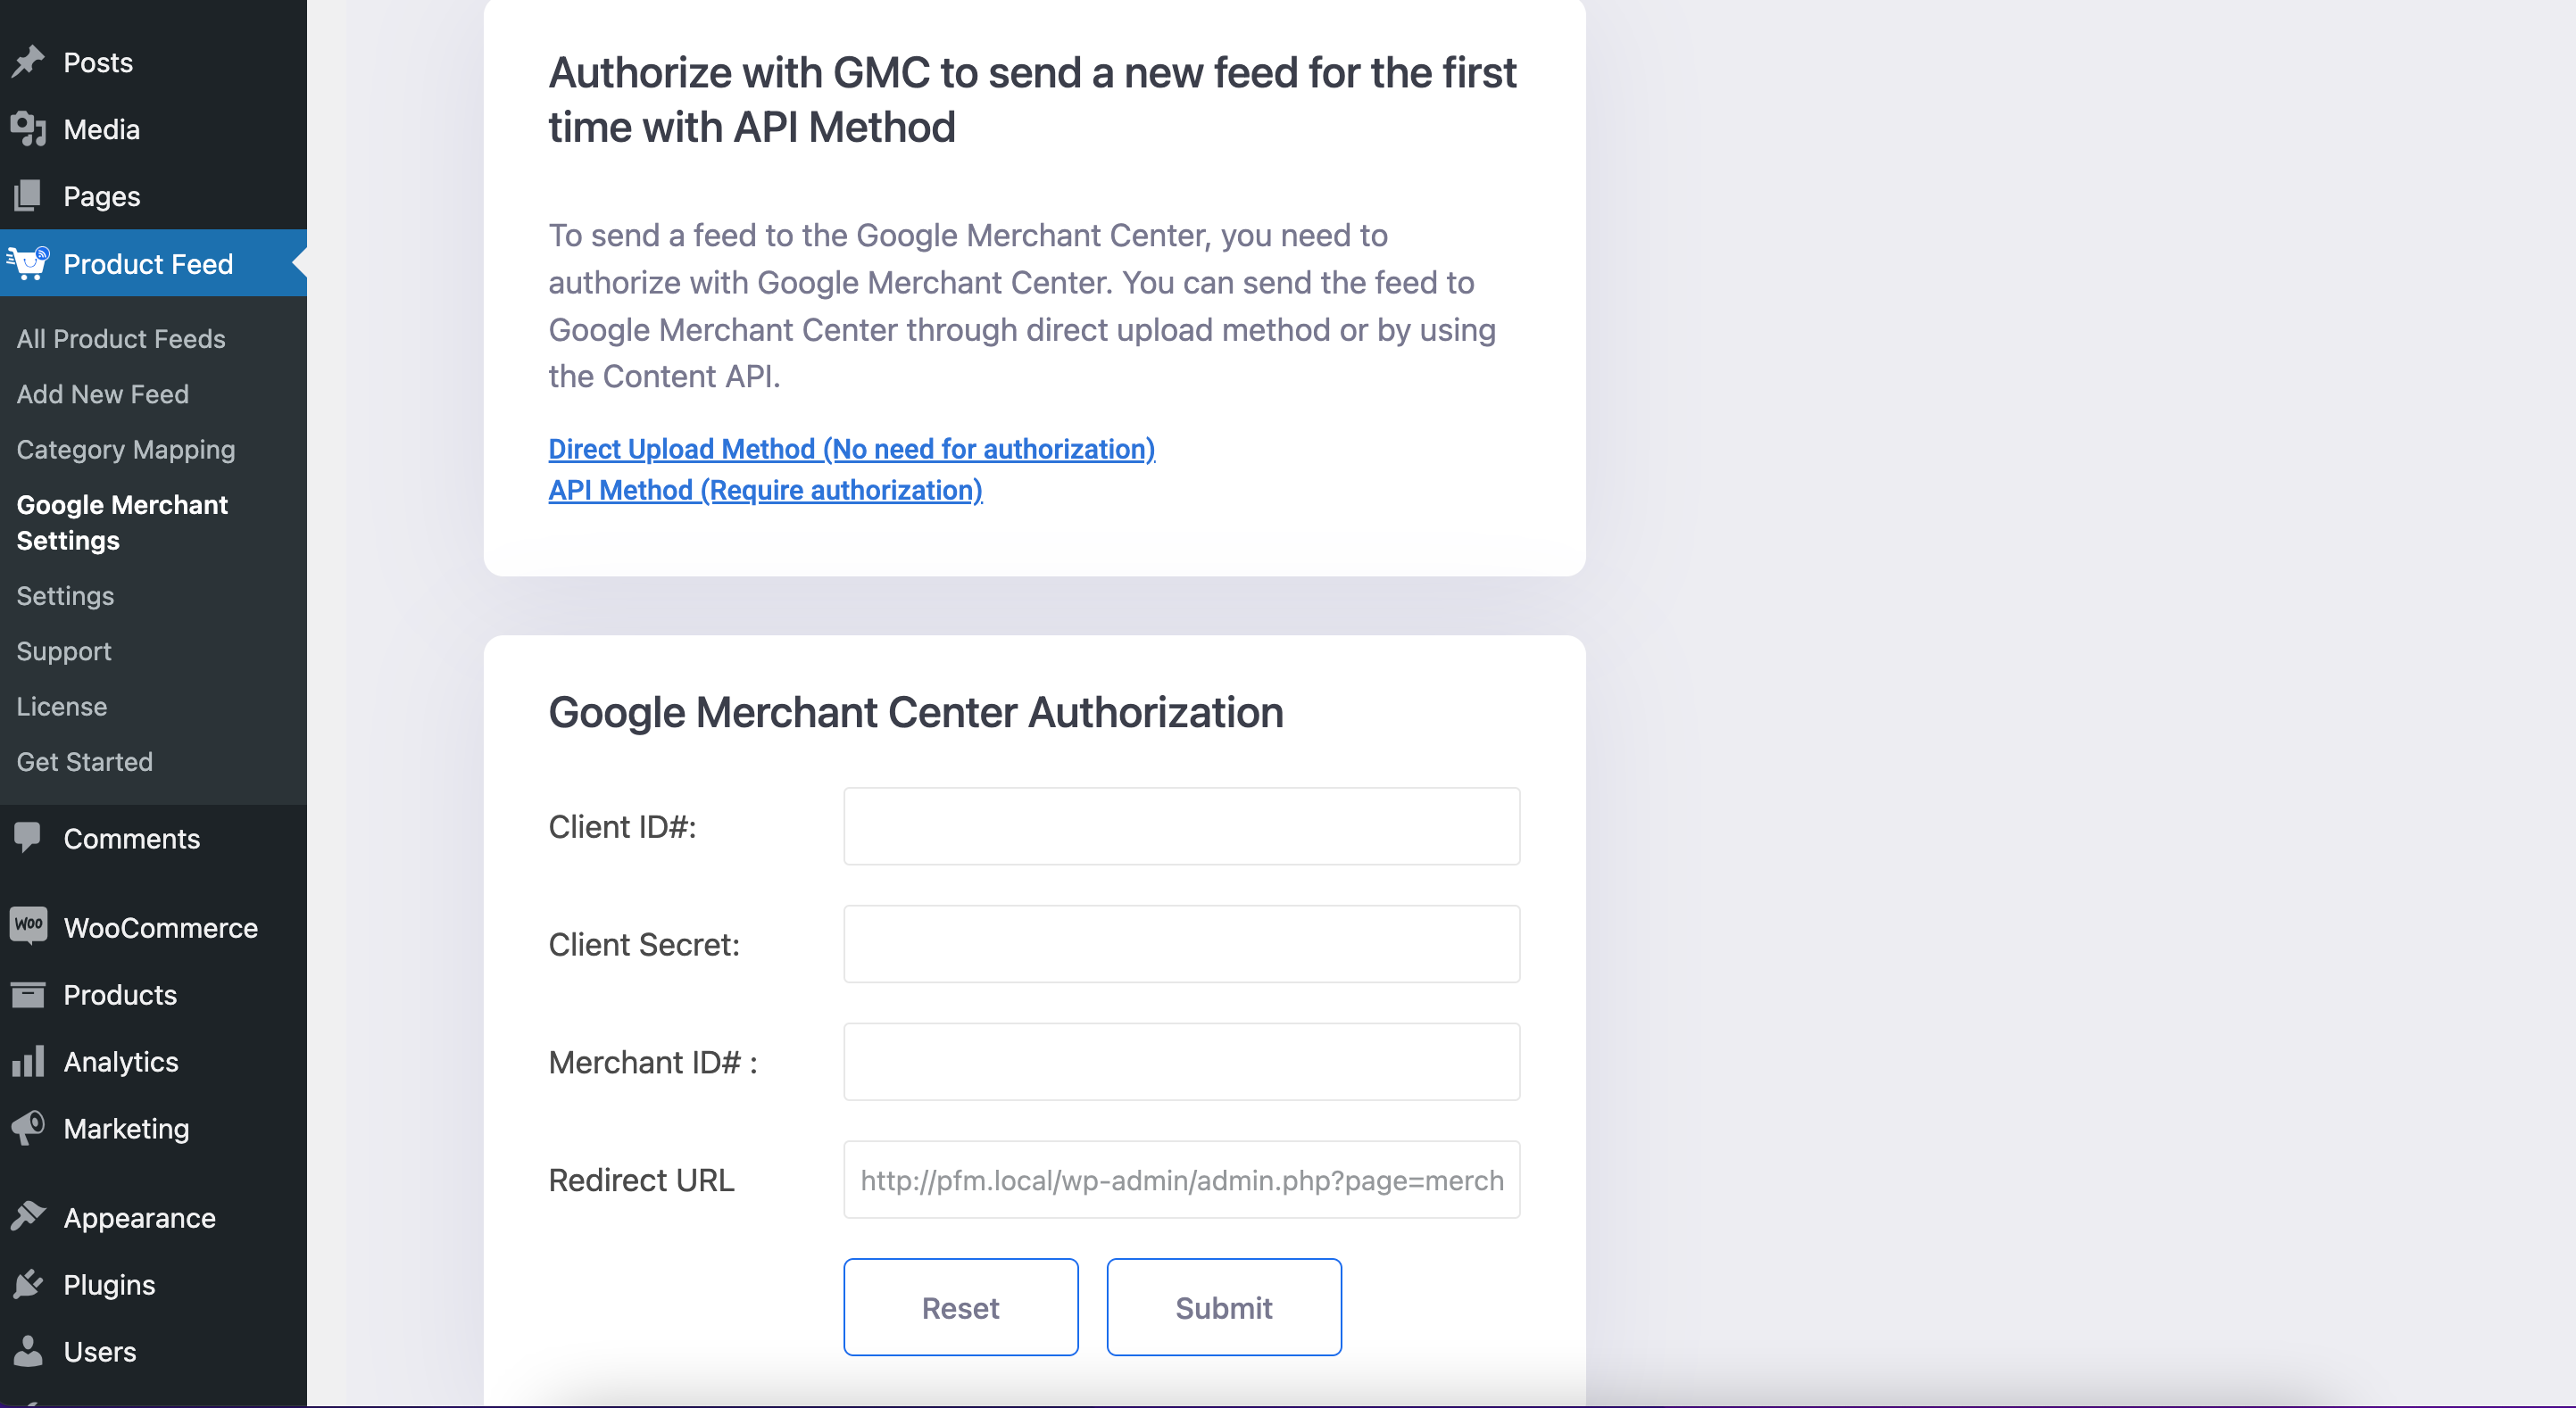 Posts
Media
Pages
Product Feed
All Product Feeds
Add New Feed
Category Mapping
Google Merchant
Settings
Settings
Support
License
Get Started
Comments
Woo
WooCommerce
Products
Analytics
Marketing
Appearance
Plugins
Users
Authorize with GMC to send a new feed for the first
time with API Method
To send a feed to the Google Merchant Center, you need to
authorize with Google Merchant Center. You can send the feed to
Google Merchant Center through direct upload method or by using
the Content API.
Direct Upload Method (No need for authorization)
API Method (Require authorization)
Google Merchant Center Authorization
Client ID#:
Client Secret:
Merchant ID# :
Redirect URL
http://pfm.local/wp-admin/admin.php?page=merch
Reset
Submit